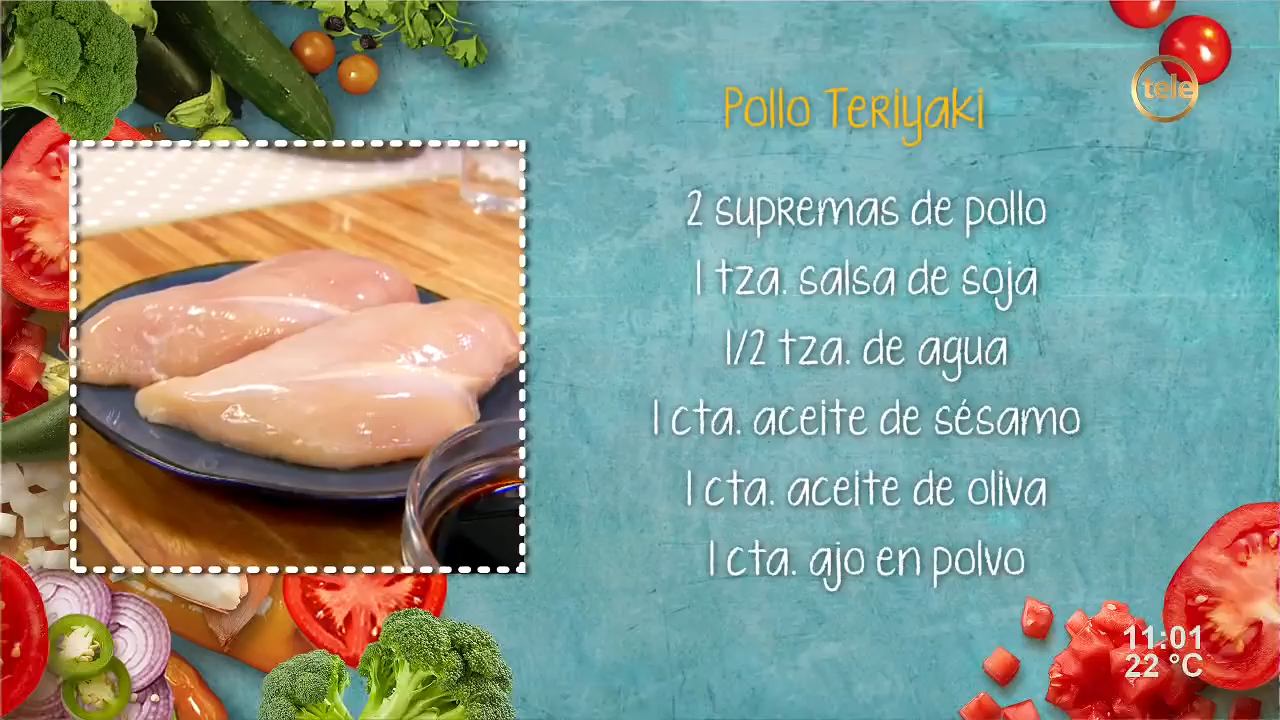 Pollo Teriyaki
tele
2 supremas de pollo
1 tza. salsa de soja
1/2 tza. de agua
1 cta. aceite de sésamo
1 cta. aceite de oliva
1 cta. ajo en polvo
11:01
22 °C